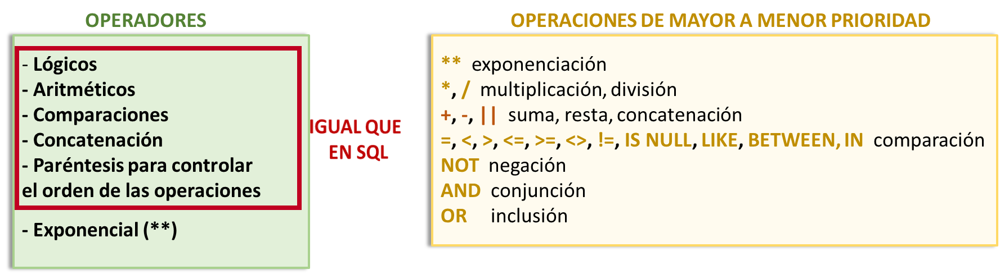 OPERADORES
- Lógicos
- Aritméticos
- Comparaciones
- Concatenación
- Paréntesis para controlar
el orden de las operaciones
- Exponencial (**)
IGUAL QUE
EN SQL
OPERACIONES DE MAYOR A MENOR PRIORIDAD
** exponenciación
*, / multiplicación, división
+, -, || suma, resta, concatenación
=, <, >, <=, >=, <>, !=, IS NULL, LIKE, BETWEEN, IN comparación
NOT negación
AND conjunción
OR inclusión